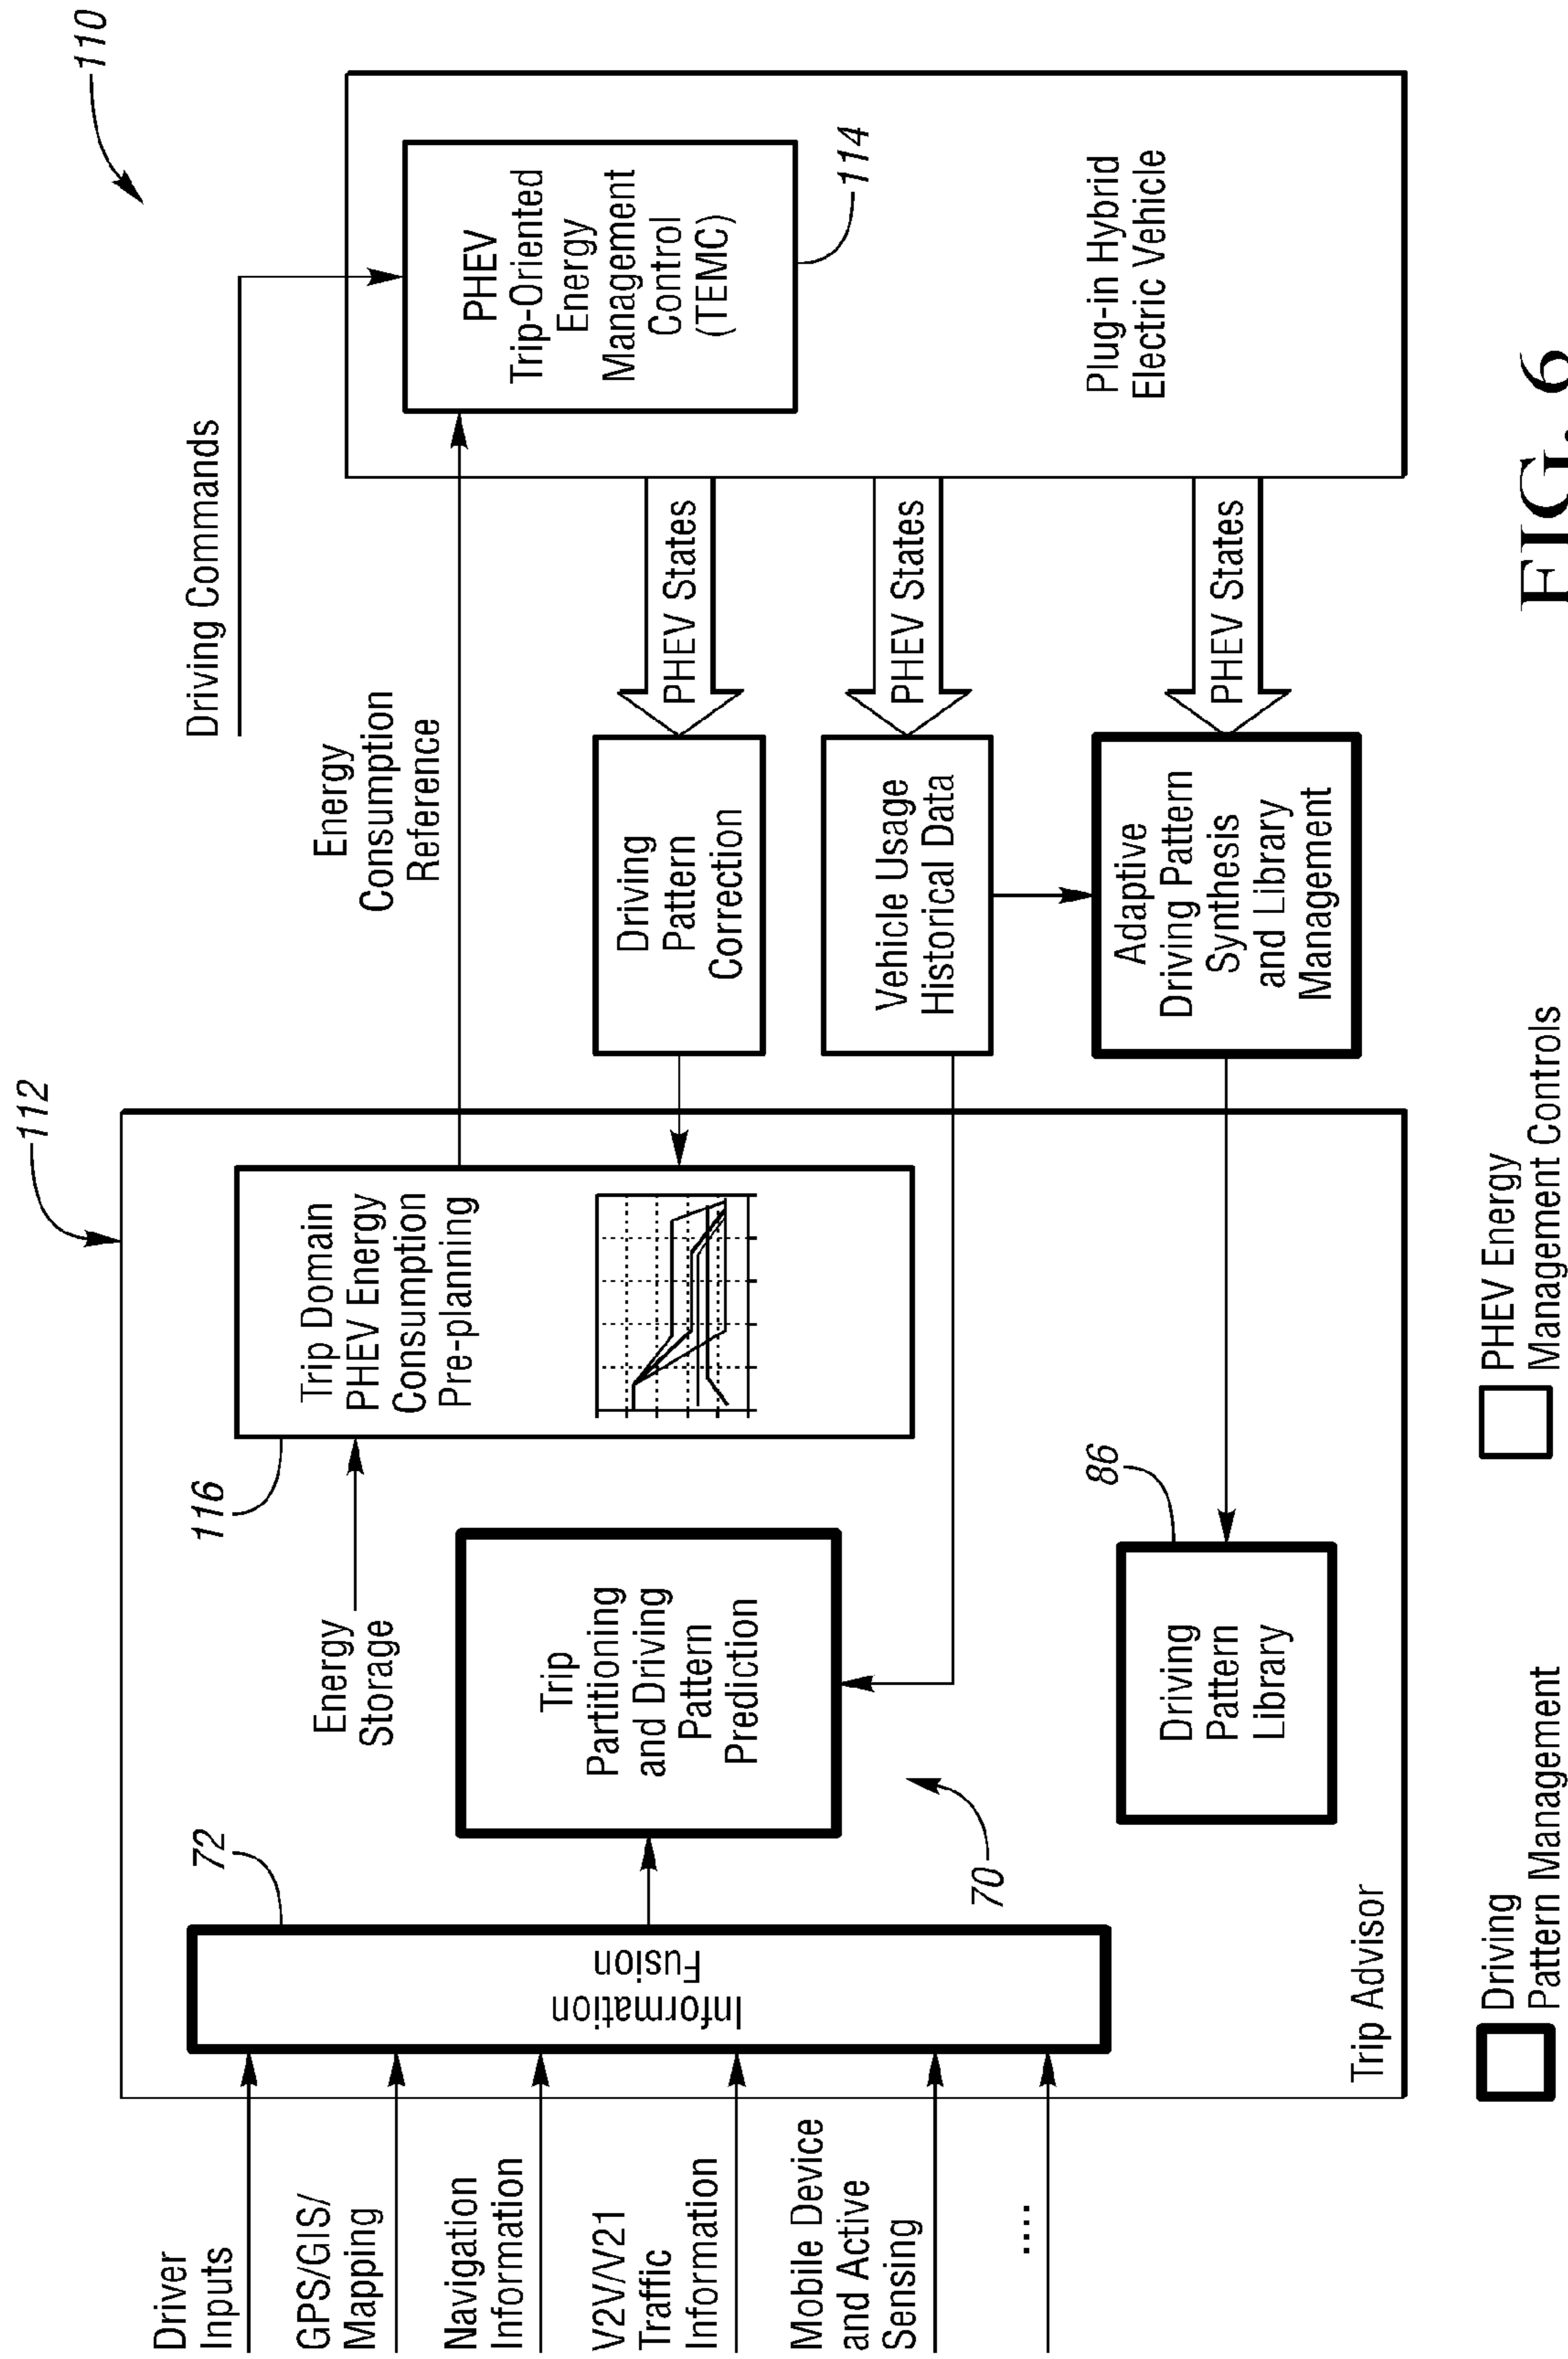 110
112
Driver
Inputs
GPS/GIS/
Mapping
Navigation
Information
V2V/V21
Traffic
Information
Mobile Device
and Active
Sensing
....
72
Information
Fusion
Energy
Storage
116
Trip Domain
PHEV Energy
Consumption
Pre-planning
Trip
Partitioning
and Driving
Pattern
Prediction
70
86
Driving
Pattern
Library
Trip Advisor
Driving Commands
Energy
Consumption
Reference
Driving
Pattern
Correction
Vehicle Usage
Historical Data
Adaptive
Driving Pattern
Synthesis
and Library
Management
PHEV States
PHEV States
PHEV States
PHEV
Trip-Oriented
Energy
Management
Control
(TEMC)
114
Plug-in Hybrid
Electric Vehicle
Driving
Pattern Management
PHEV Energy
Management Controls
FIG. 6